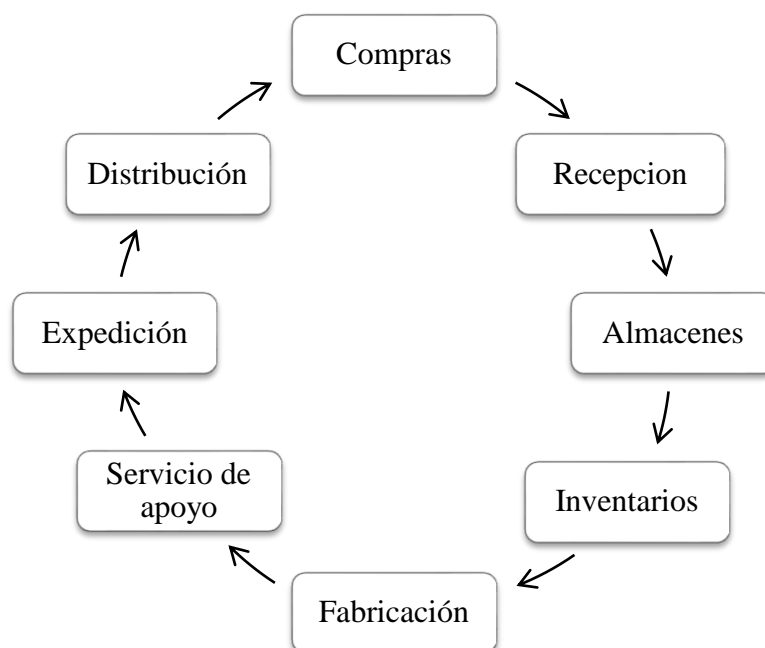 Compras
Recepcion
Almacenes
Inventarios
Fabricación
Servicio de
apoyo
Expedición
Distribución